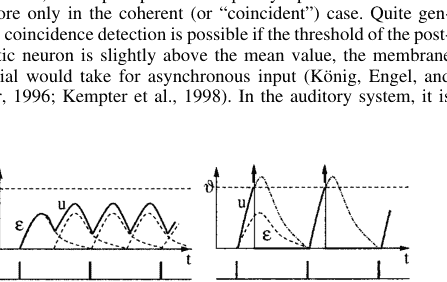 ore only in the coherent (or “coincident”) case. Quite gen-
coincidence detection is possible if the threshold of the post-
tic neuron is slightly above the mean value, the membrane
ial would take for asynchronous input (König, Engel, and
r, 1996; Kempter et al., 1998). In the auditory system, it is
ε u t
ϑ u ε t